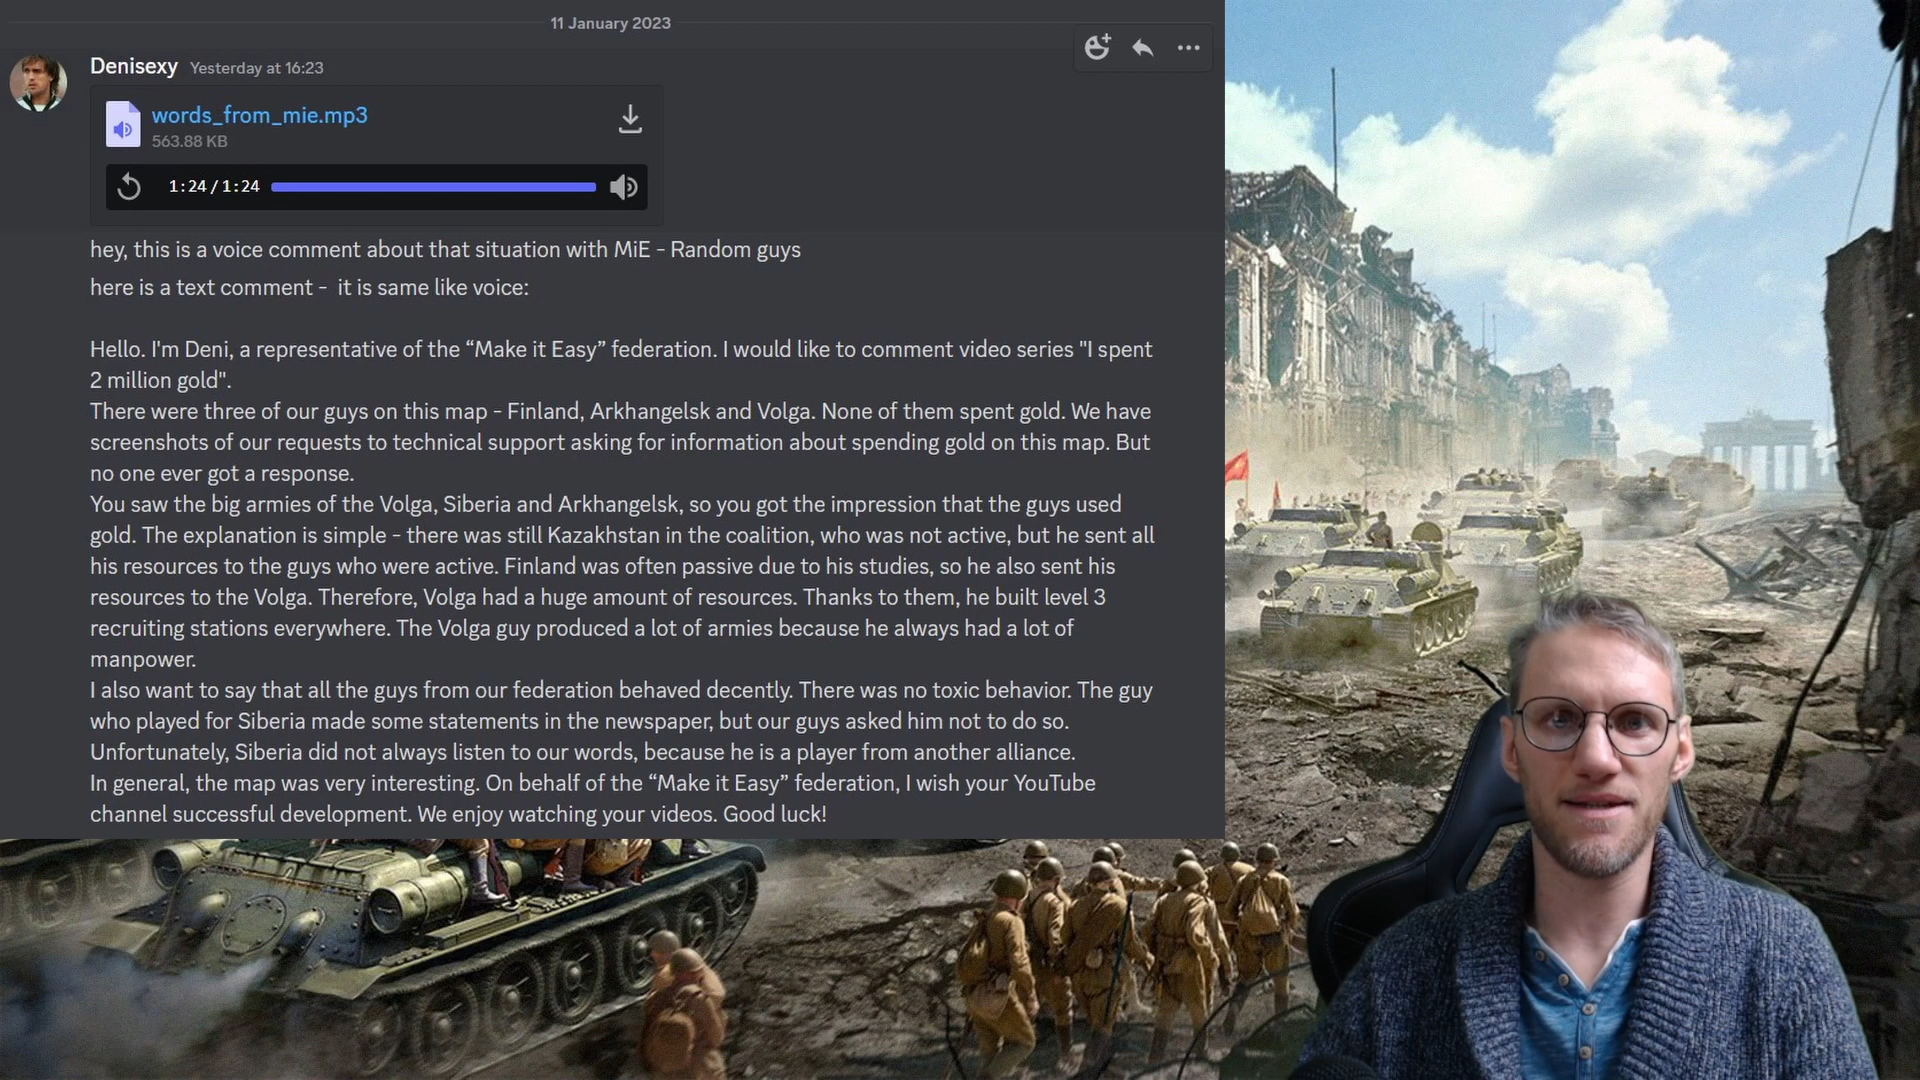 11 January 2023
Denisexy Yesterday at 16:23
words_from_mie.mp3
563.88 KB
1:24 / 1:24
hey, this is a voice comment about that situation with MiE - Random guys
here is a text comment -  it is same like voice:
Hello. I'm Deni, a representative of the “Make it Easy” federation. I would like to comment video series "I spent
2 million gold".
There were three of our guys on this map - Finland, Arkhangelsk and Volga. None of them spent gold. We have
screenshots of our requests to technical support asking for information about spending gold on this map. But
no one ever got a response.
You saw the big armies of the Volga, Siberia and Arkhangelsk, so you got the impression that the guys used
gold. The explanation is simple - there was still Kazakhstan in the coalition, who was not active, but he sent all
his resources to the guys who were active. Finland was often passive due to his studies, so he also sent his
resources to the Volga. Therefore, Volga had a huge amount of resources. Thanks to them, he built level 3
recruiting stations everywhere. The Volga guy produced a lot of armies because he always had a lot of
manpower.
I also want to say that all the guys from our federation behaved decently. There was no toxic behavior. The guy
who played for Siberia made some statements in the newspaper, but our guys asked him not to do so.
Unfortunately, Siberia did not always listen to our words, because he is a player from another alliance.
In general, the map was very interesting. On behalf of the “Make it Easy” federation, I wish your YouTube
channel successful development. We enjoy watching your videos. Good luck!